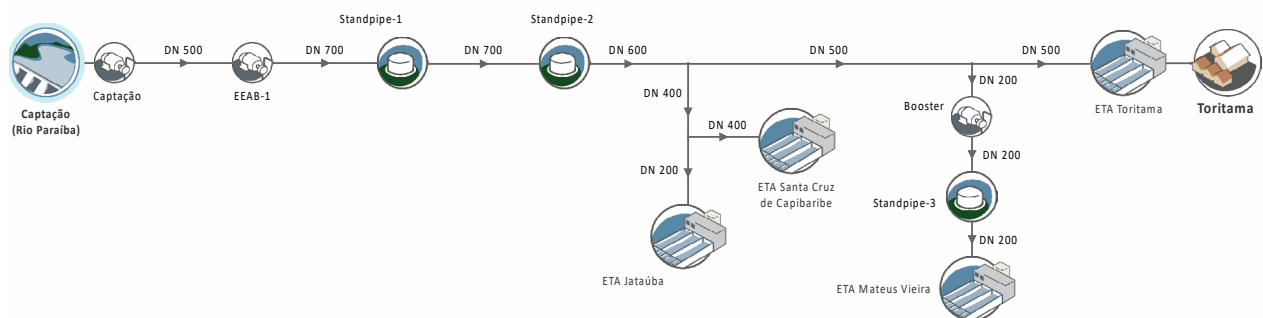 Standpipe-1
Standpipe-2
DN 500
DN 700
DN 700
DN 600
DN 500
DN 500
Captação
(Rio Paraíba)
Captação
EEAB-1
DN 400
DN 400
DN 200
ETA Santa Cruz
de Capibaribe
ETA Jataúba
DN 200
Booster
DN 200
Standpipe-3
DN 200
ETA Mateus Vieira
ETA Toritama
Toritama